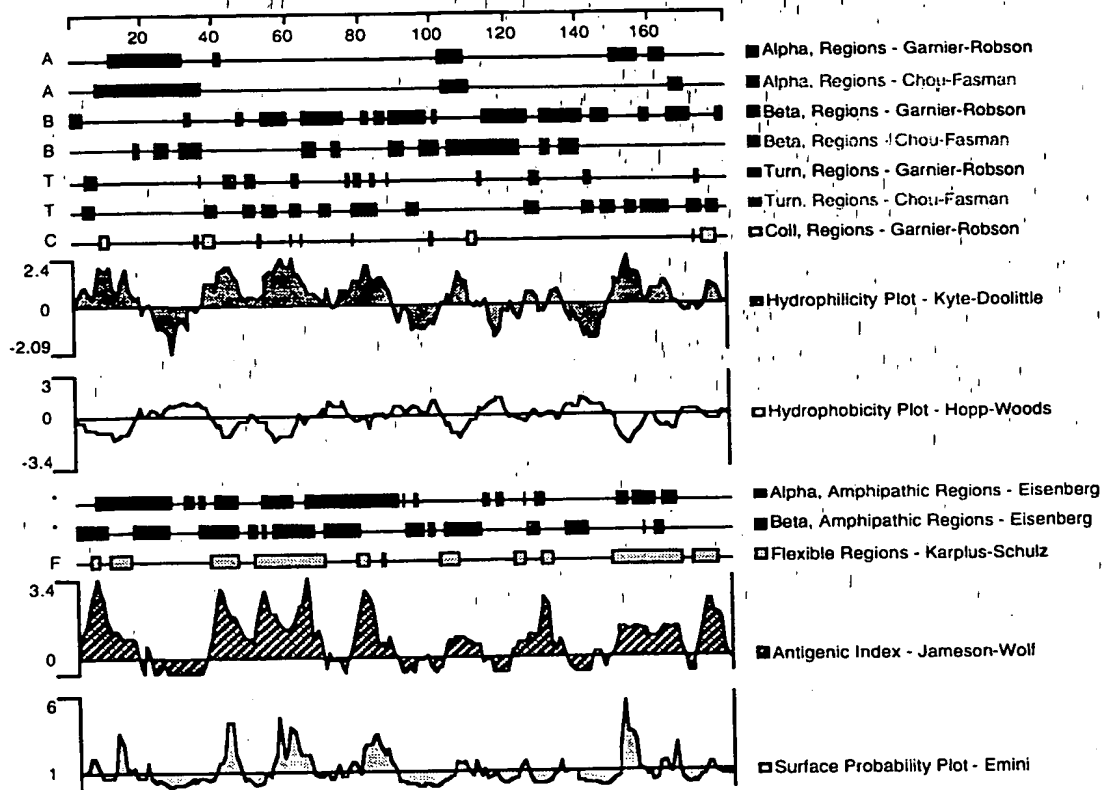 20 40 60 80 100 120 140 160
A Alpha, Regions - Garnier-Robson
A Alpha, Regions - Chou-Fasman
B Beta, Regions - Garnier-Robson
B Beta, Regions - Chou-Fasman
T Turn, Regions - Garnier-Robson
T Turn, Regions - Chou-Fasman
C Coil, Regions - Garnier-Robson
2.4
0 Hydrophilicity Plot - Kyte-Doolittle
-2.09
3
0 Hydrophobicity Plot - Hopp-Woods
-3.4
* Alpha, Amphipathic Regions - Eisenberg
* Beta, Amphipathic Regions - Eisenberg
F Flexible Regions - Karplus-Schulz
3.4
0 Antigenic Index - Jameson-Wolf
6
1 Surface Probability Plot - Emini